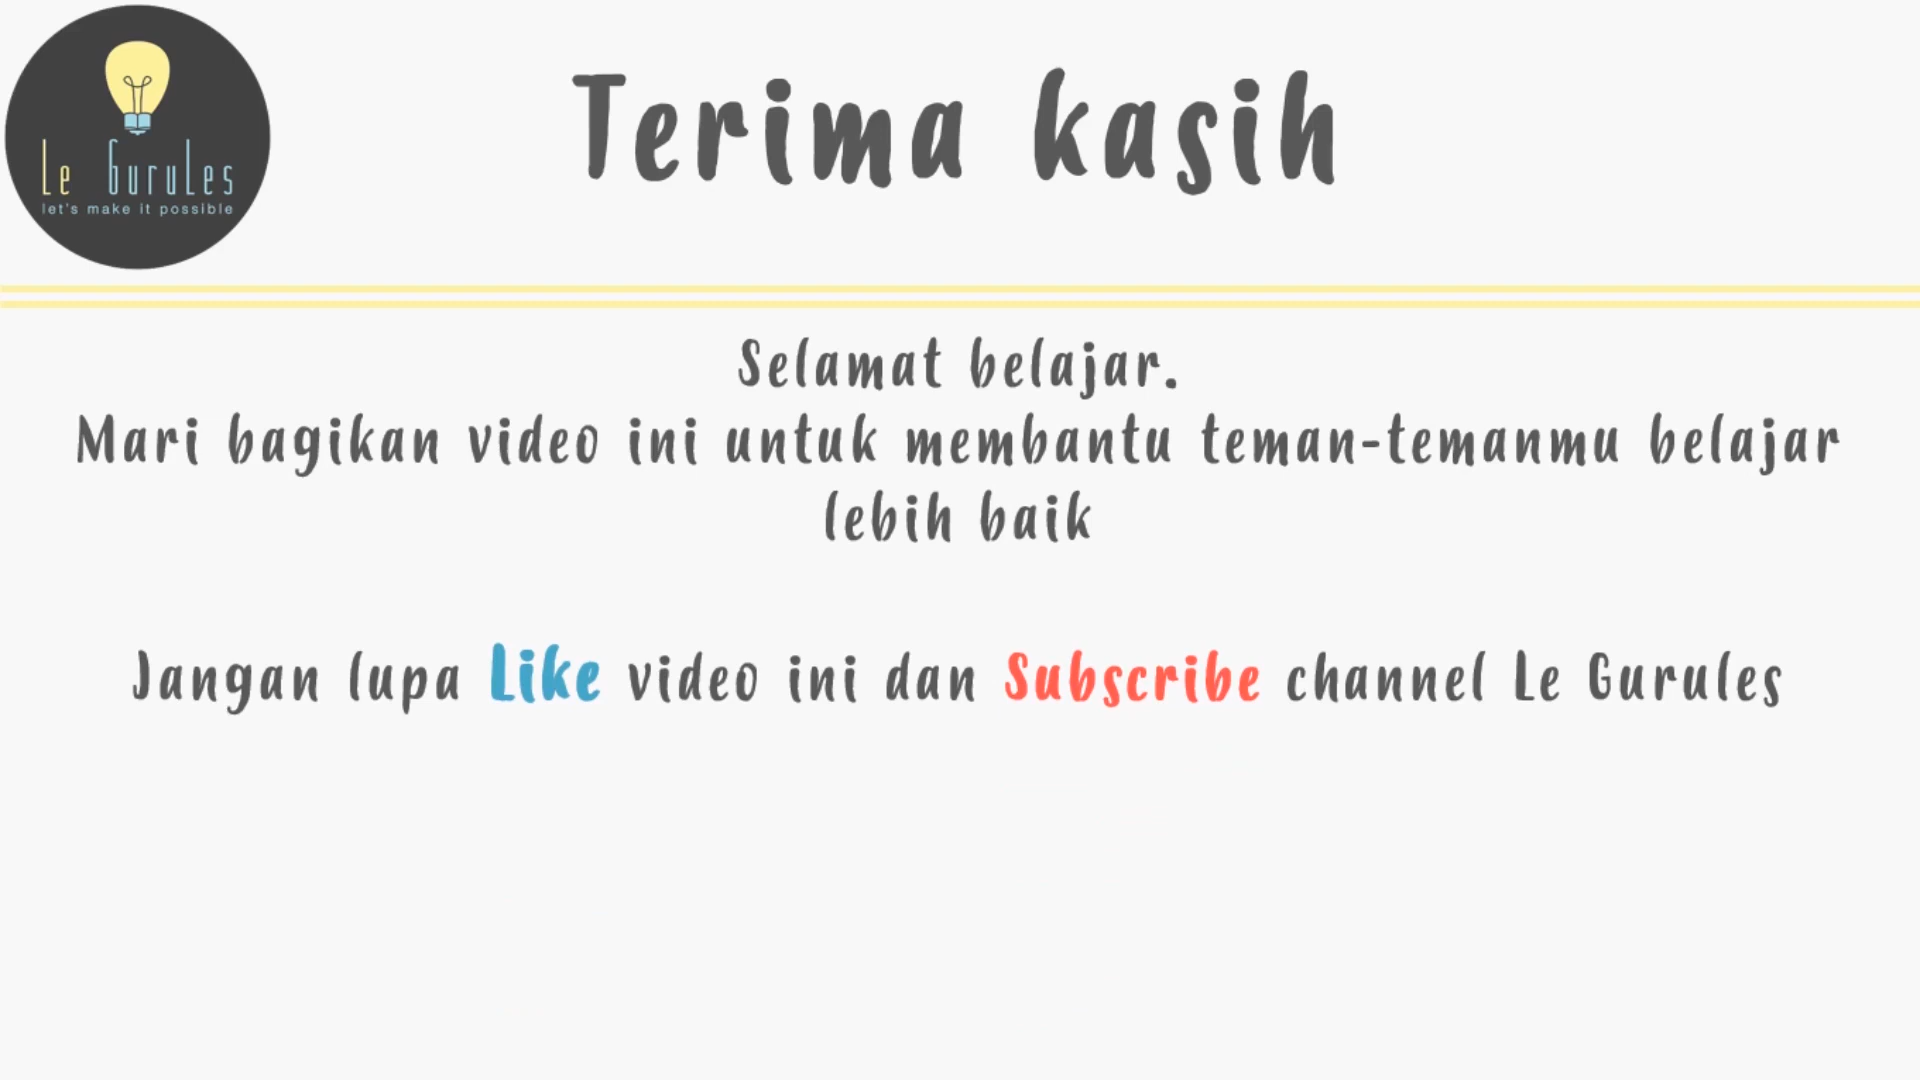 Le GuruLes
let's make it possible
Terima kasih
Selamat belajar.
Mari bagikan video ini untuk membantu teman-temanmu belajar
lebih baik
Jangan lupa Like video ini dan Subscribe channel Le Gurules